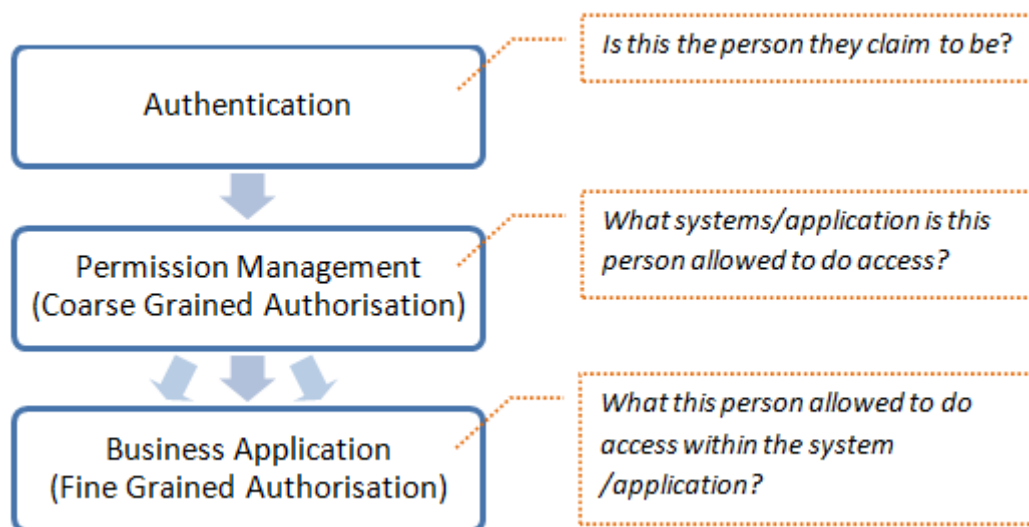 Authentication
Is this the person they claim to be?
Permission Management
(Coarse Grained Authorisation)
What systems/application is this
person allowed to do access?
Business Application
(Fine Grained Authorisation)
What this person allowed to do
access within the system
/application?